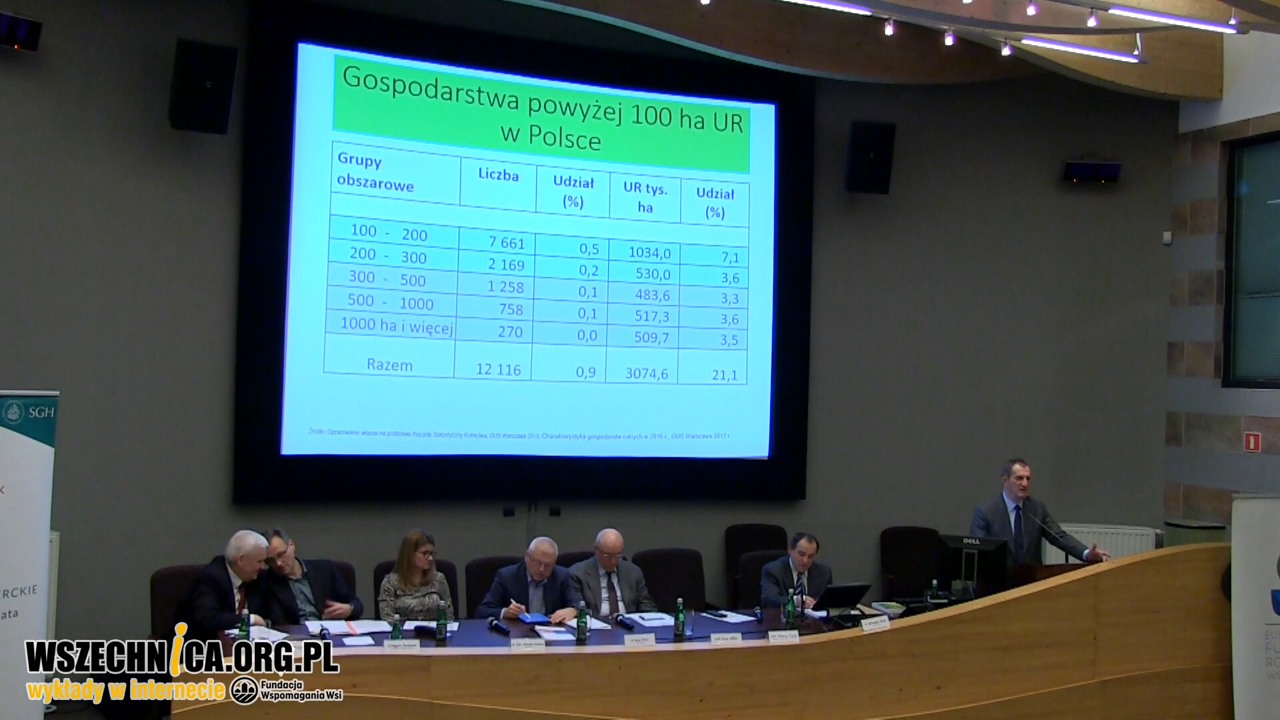 Gospodarstwa powyżej 100 ha UR
w Polsce
Grupy obszarowe | Liczba | Udział (%) | UR tys. ha | Udział (%)
100 - 200 | 7 661 | 0,5 | 1034,0 | 7,1
200 - 300 | 2 169 | 0,2 | 530,0 | 3,6
300 - 500 | 1 258 | 0,1 | 483,6 | 3,3
500 - 1000 | 758 | 0,1 | 517,3 | 3,6
1000 ha i więcej | 270 | 0,0 | 509,7 | 3,5
Razem | 12 116 | 0,9 | 3074,6 | 21,1
SGH
ERCKIE
ata
DELL
WSZECHNiCA.ORG.PL
wykłady w internecie
Fundacja
Wspomagania Wsi